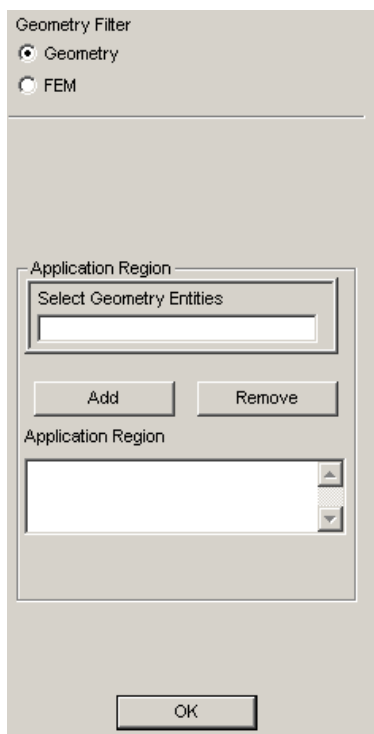 Geometry Filter
Geometry
FEM
Application Region
Select Geometry Entities
Add Remove
Application Region
OK